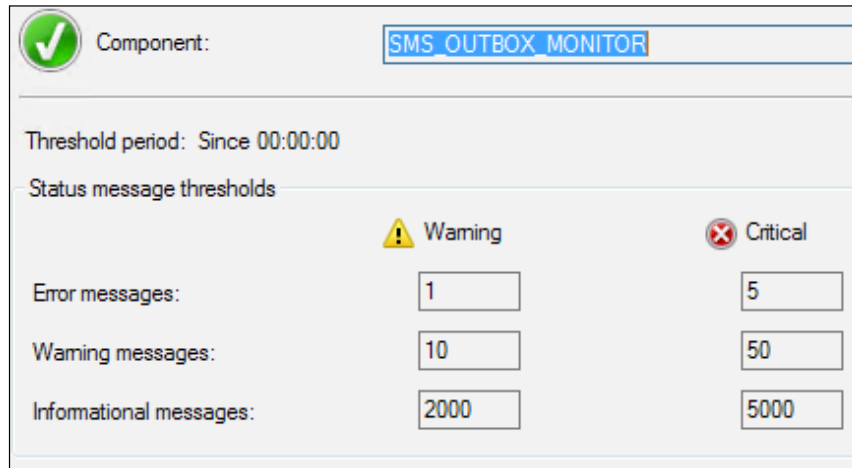 Component: SMS_OUTBOX_MONITOR
Threshold period: Since 00:00:00
Status message thresholds
Warning Critical
Error messages: 1 5
Warning messages: 10 50
Informational messages: 2000 5000